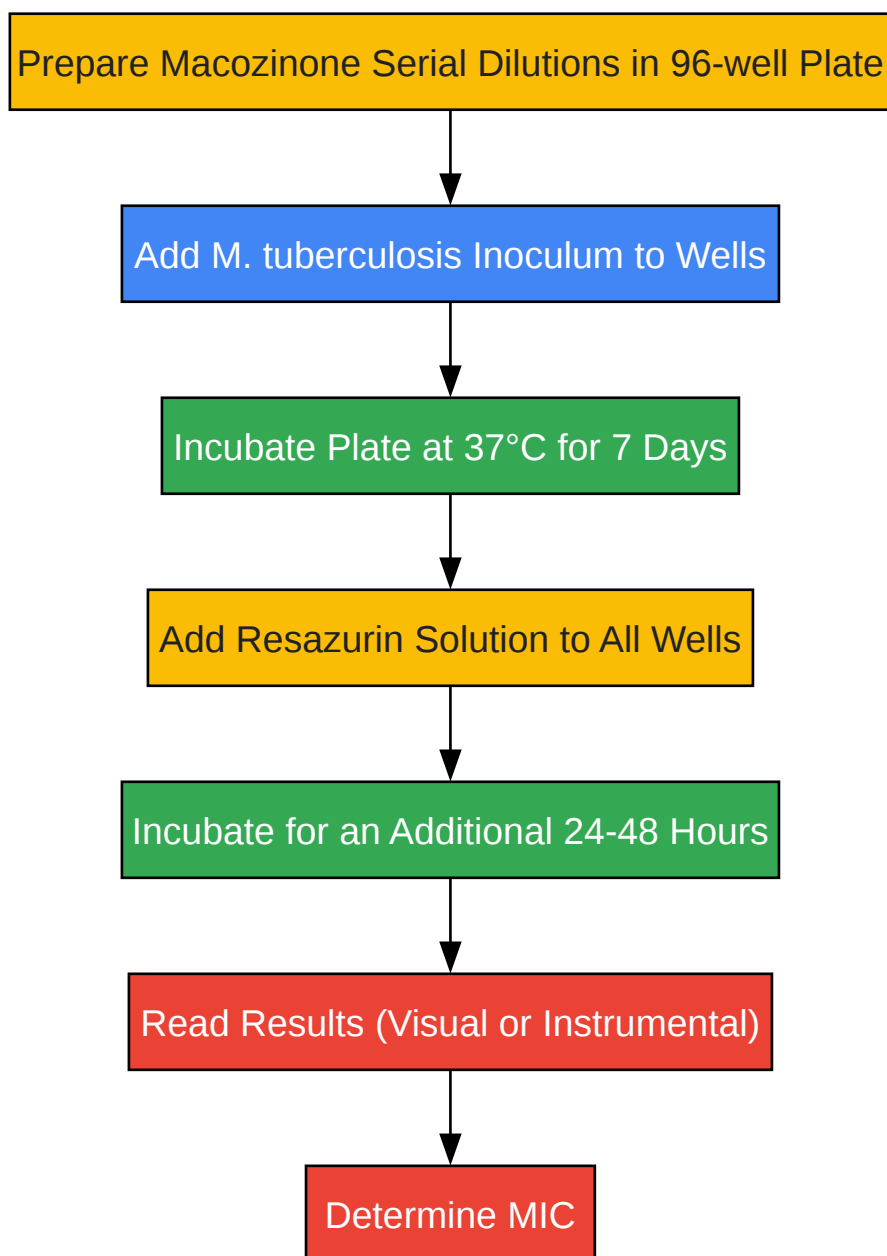 Prepare Macozinone Serial Dilutions in 96-well Plate
Add M. tuberculosis Inoculum to Wells
Incubate Plate at 37°C for 7 Days
Add Resazurin Solution to All Wells
Incubate for an Additional 24-48 Hours
Read Results (Visual or Instrumental)
Determine MIC